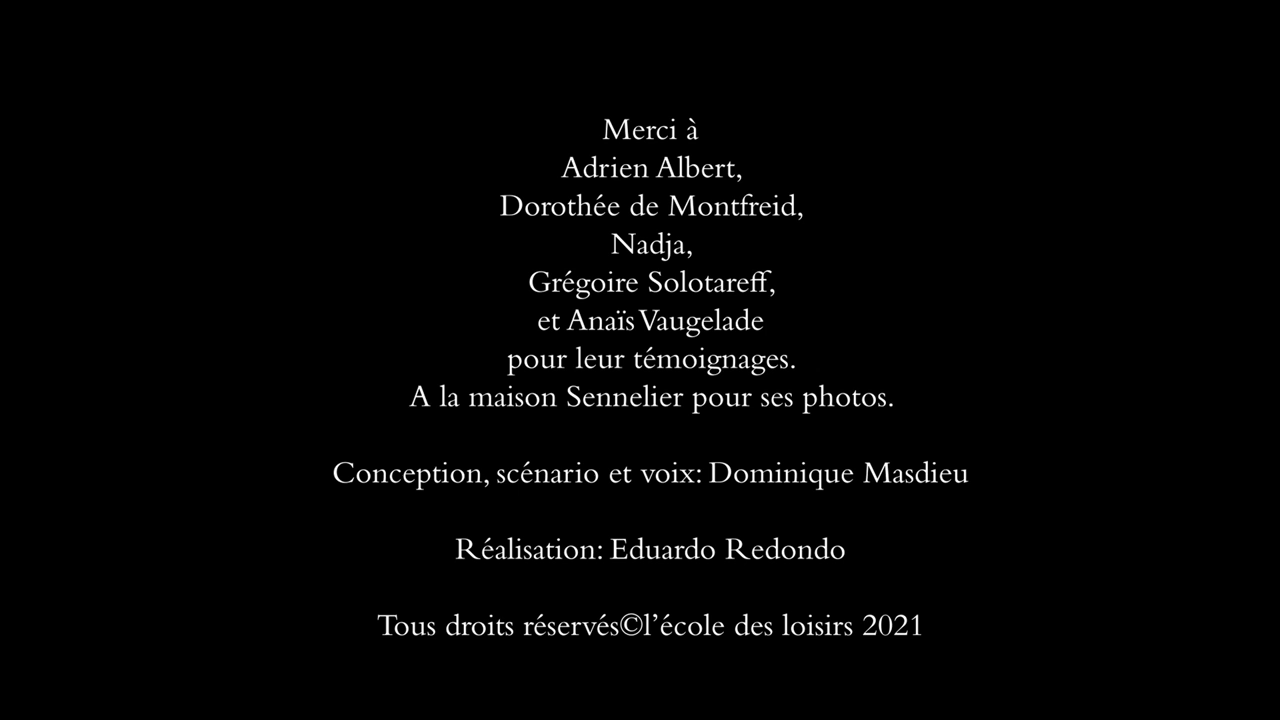 Merci à
Adrien Albert,
Dorothée de Montfreid,
Nadja,
Grégoire Solotareff,
et Anaïs Vaugelade
pour leur témoignages.
A la maison Sennelier pour ses photos.
Conception, scénario et voix: Dominique Masdieu
Réalisation: Eduardo Redondo
Tous droits réservés©l’école des loisirs 2021